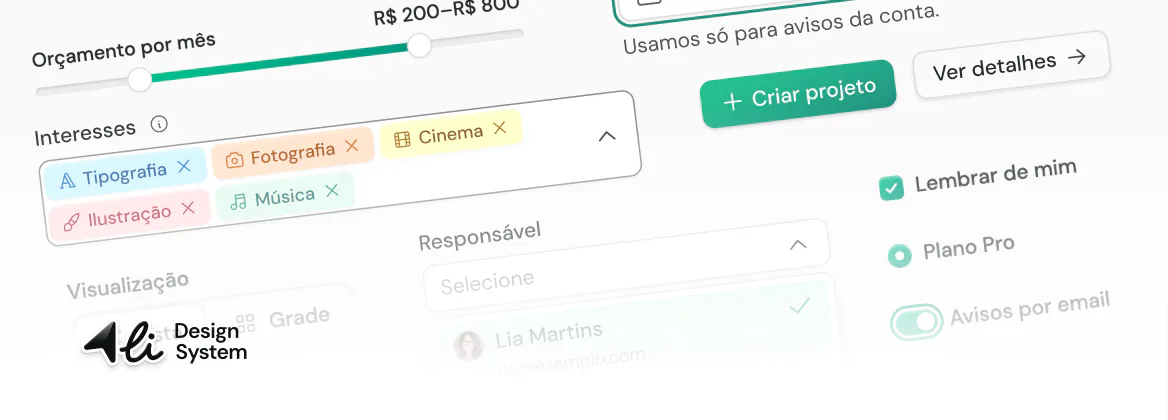 R$ 200–R$ 800
Orçamento por mês
Usamos só para avisos da conta.
Criar projeto
Ver detalhes
Interesses
Tipografia
Fotografia
Cinema
Ilustração
Música
Lembrar de mim
Responsável
Selecione
Plano Pro
Visualização
Grade
Lia Martins
Avisos por email
Ali
Design
System